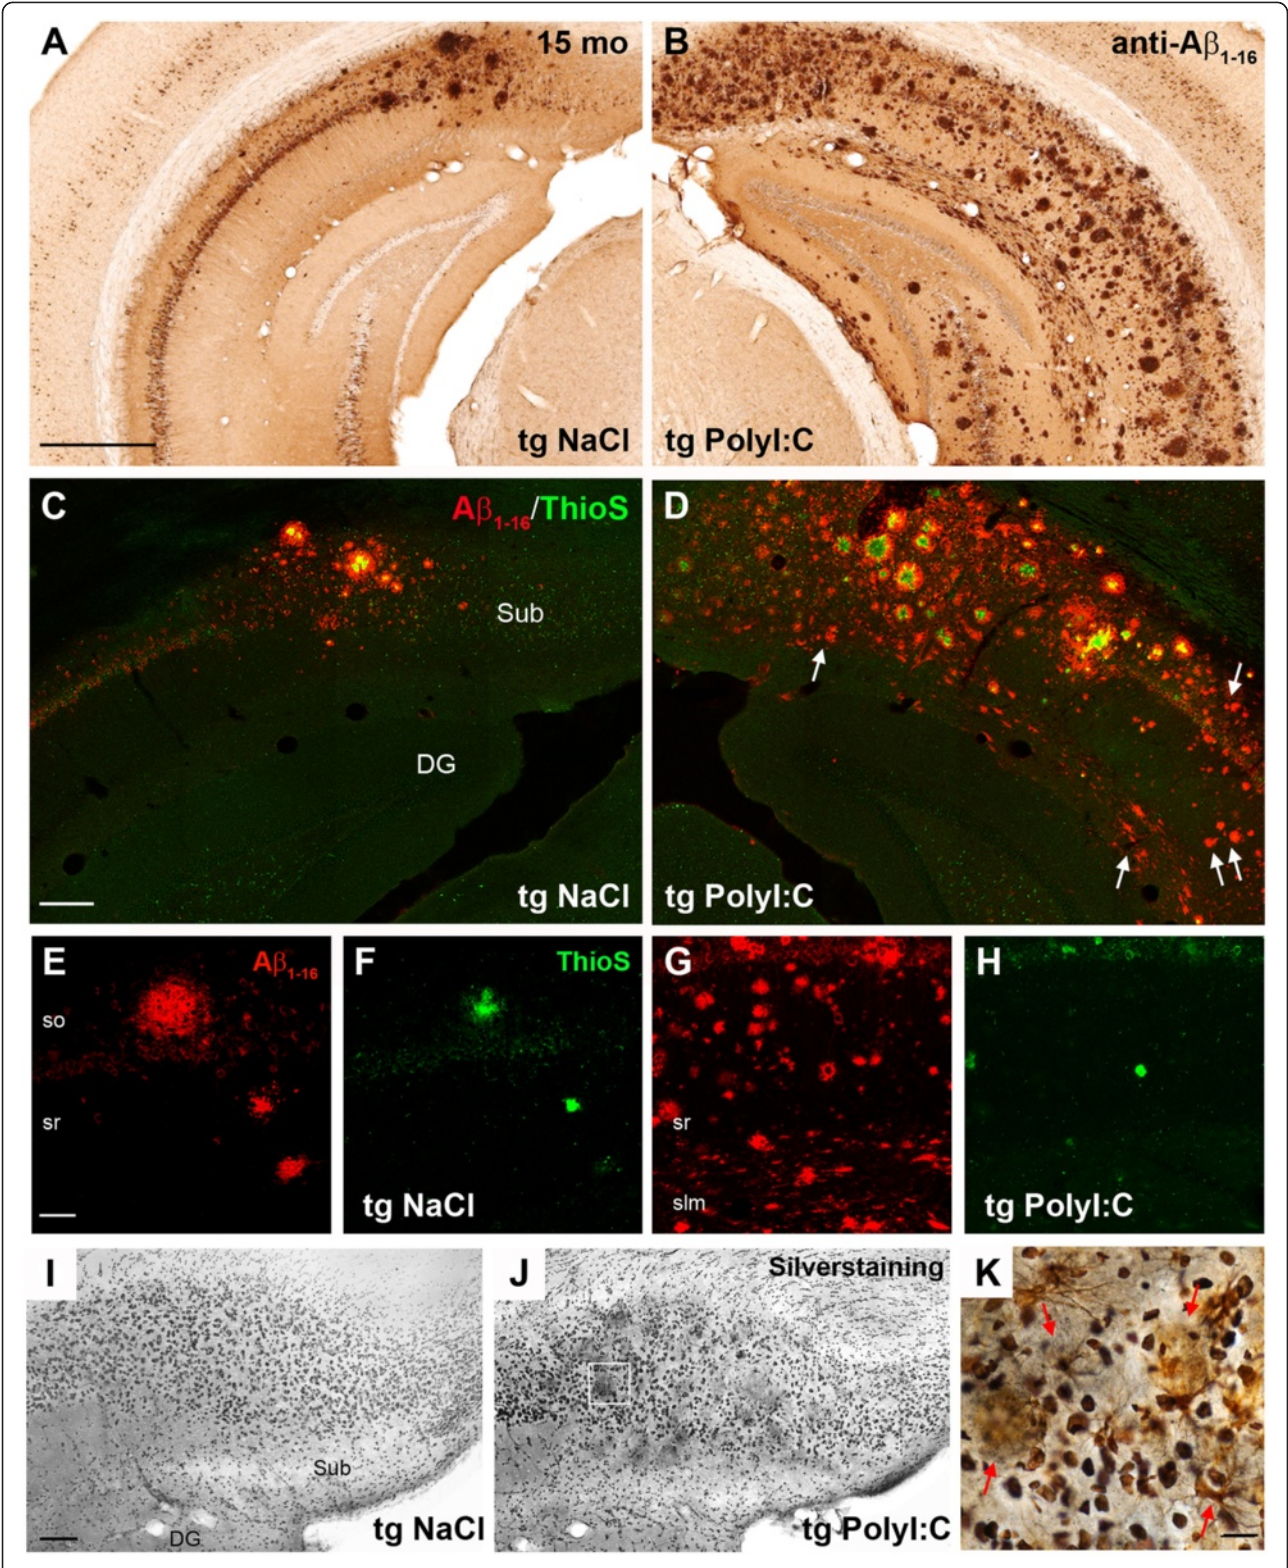 A
15 mo
tg NaCl
B
anti-Aβ1-16
tg PolyI:C
C
Aβ1-16/ThioS
Sub
DG
tg NaCl
D
tg PolyI:C
E
Aβ1-16
so
sr
F
ThioS
tg NaCl
G
sr
slm
H
tg PolyI:C
I
Sub
DG
tg NaCl
J
Silverstaining
tg PolyI:C
K